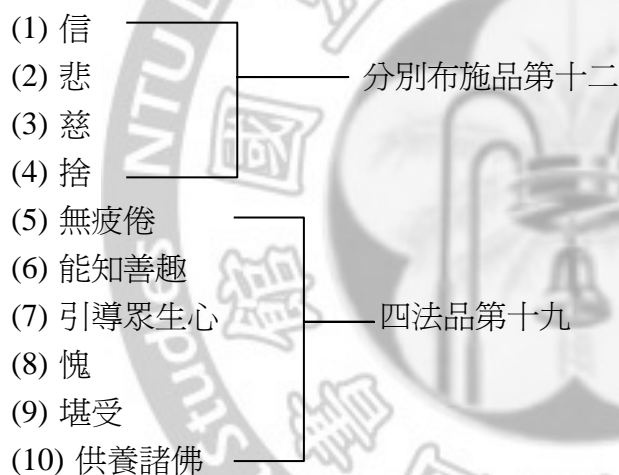 (1) 信
(2) 悲
分別布施品第十二
(3) 慈
(4) 捨
(5) 無疲倦
(6) 能知善趣
(7) 引導眾生心
四法品第十九
(8) 愧
(9) 堪受
(10) 供養諸佛